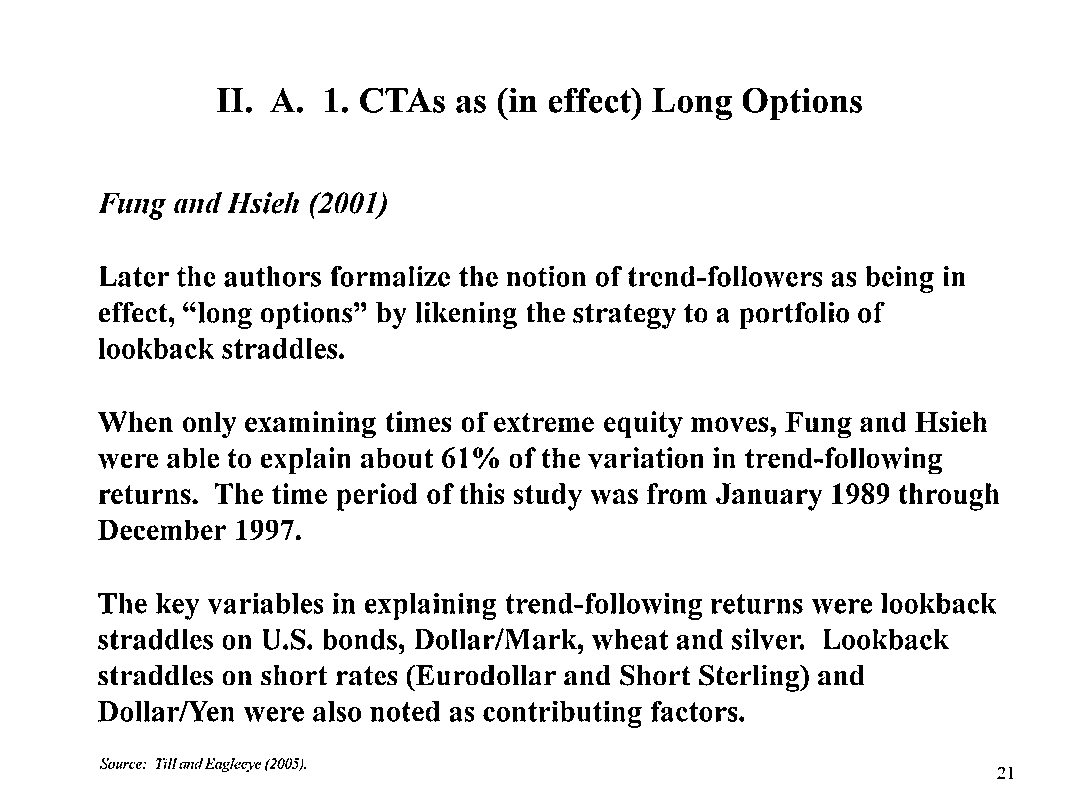 II. A. 1. CTAs as (in effect) Long Options
Fung and Hsieh (2001)
Later the authors formalize the notion of trend-followers as being in
effect, “long options” by likening the strategy to a portfolio of
lookback straddles.
When only examining times of extreme equity moves, Fung and Hsieh
were able to explain about 61% of the variation in trend-following
returns. The time period of this study was from January 1989 through
December 1997.
The key variables in explaining trend-following returns were lookback
straddles on U.S. bonds, Dollar/Mark, wheat and silver. Lookback
straddles on short rates (Eurodollar and Short Sterling) and
Dollar/Yen were also noted as contributing factors.
Source: Till and Eagleeye (2005).
21